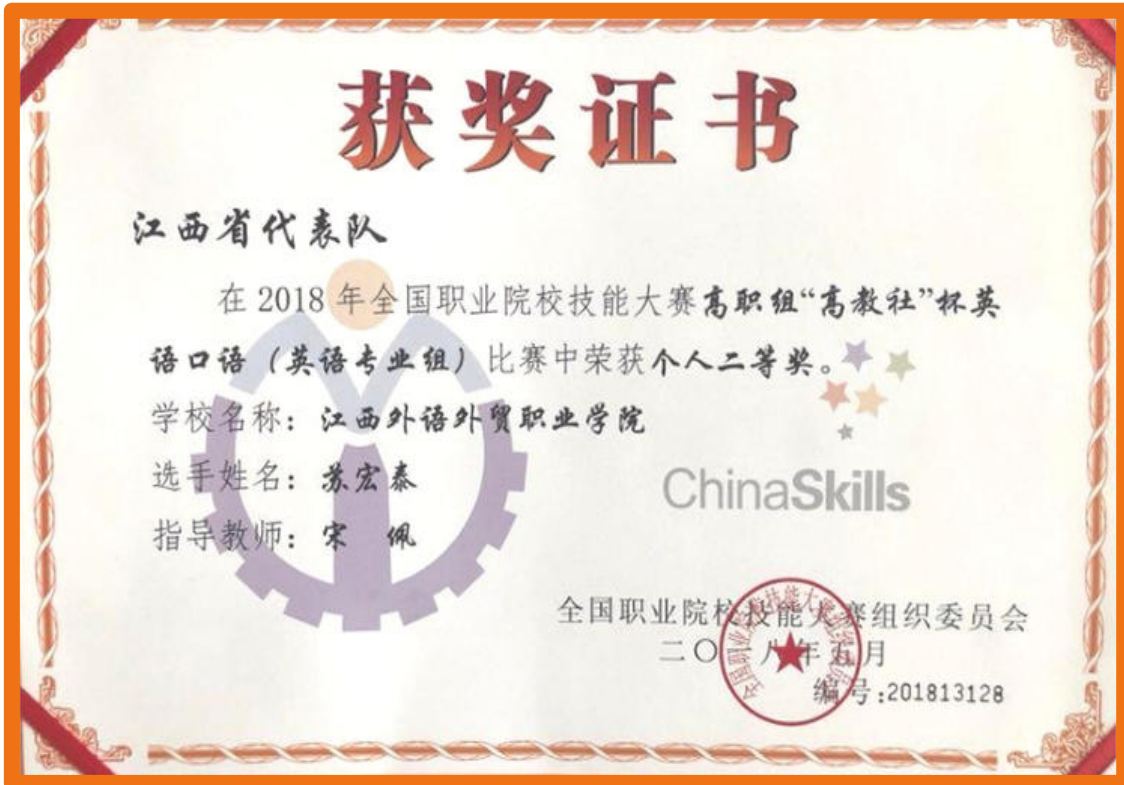 获奖证书
江西省代表队
在 2018 年全国职业院校技能大赛高职组“高教社”杯英
语口语（英语专业组）比赛中荣获个人二等奖。
学校名称：江西外语外贸职业学院
选手姓名：苏宏泰
指导教师：宋 佩
ChinaSkills
全国职业院校技能大赛组织委员会
二〇一八年五月
编号:201813128